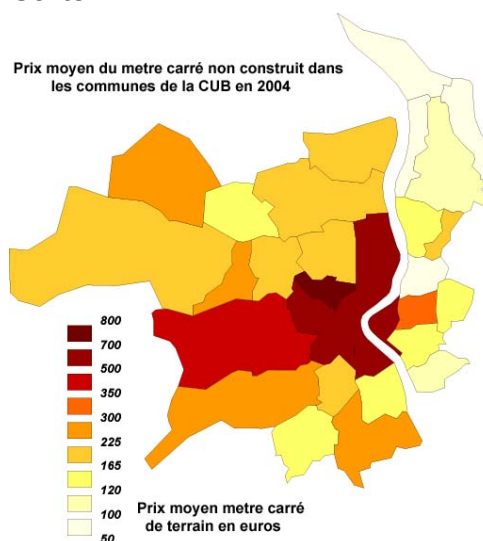 Prix moyen du metre carré non construit dans
les communes de la CUB en 2004
800
700
500
350
300
225
165
120
100
50
Prix moyen metre carré
de terrain en euros